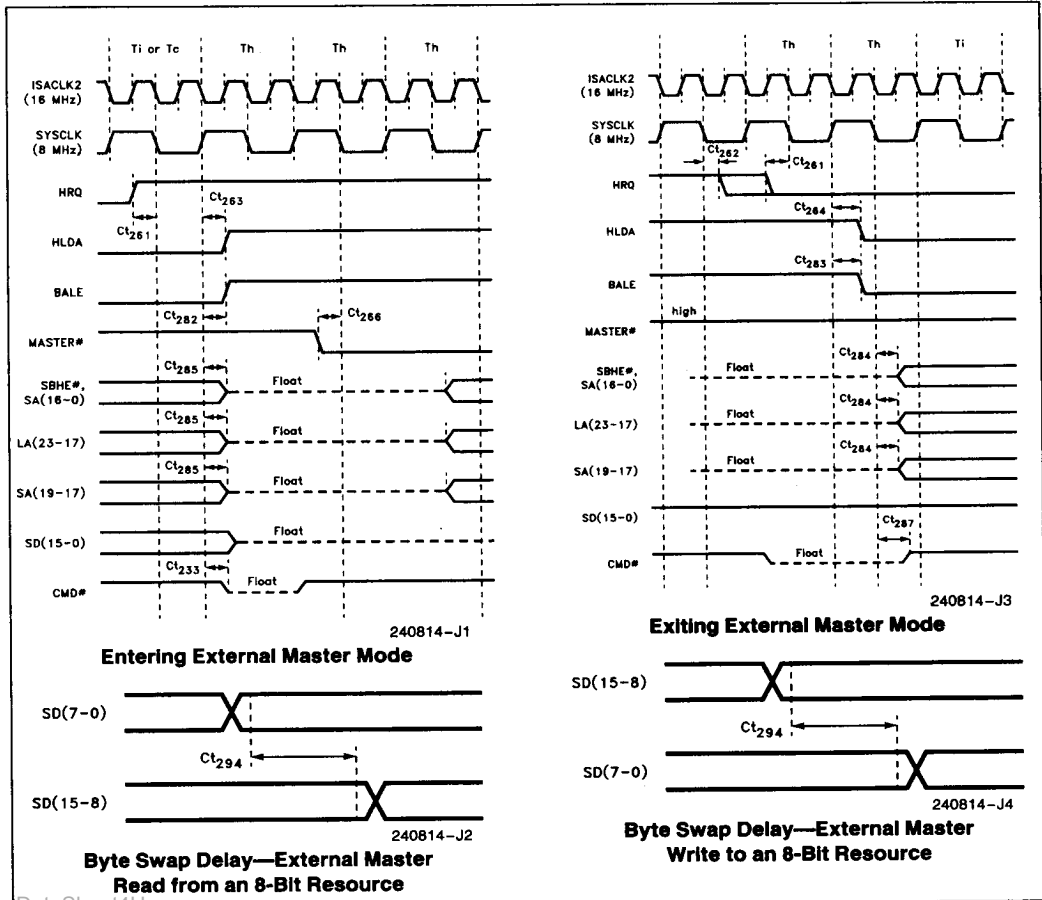 Ti or Tc Th Th Th
ISACLK2
(16 MHz)
SYSCLK
(8 MHz)
HRQ
Ct263
Ct261
HLDA
BALE
Ct282
Ct266
MASTER#
Ct285
SBHE#,
SA(16-0)
Float
Ct285
LA(23-17)
Float
Ct285
SA(19-17)
Float
SD(15-0)
Float
Ct233
CMD#
Float
240814-J1
Entering External Master Mode
SD(7-0)
Ct294
SD(15-8)
240814-J2
Byte Swap Delay—External Master
Read from an 8-Bit Resource
Th Th Ti
ISACLK2
(16 MHz)
SYSCLK
(8 MHz)
Ct262
Ct261
HRQ
Ct264
HLDA
Ct283
BALE
high
MASTER#
Ct284
SBHE#,
SA(16-0)
Float
Ct284
LA(23-17)
Float
Ct284
SA(19-17)
Float
SD(15-0)
Ct287
CMD#
Float
240814-J3
Exiting External Master Mode
SD(15-8)
Ct294
SD(7-0)
240814-J4
Byte Swap Delay—External Master
Write to an 8-Bit Resource